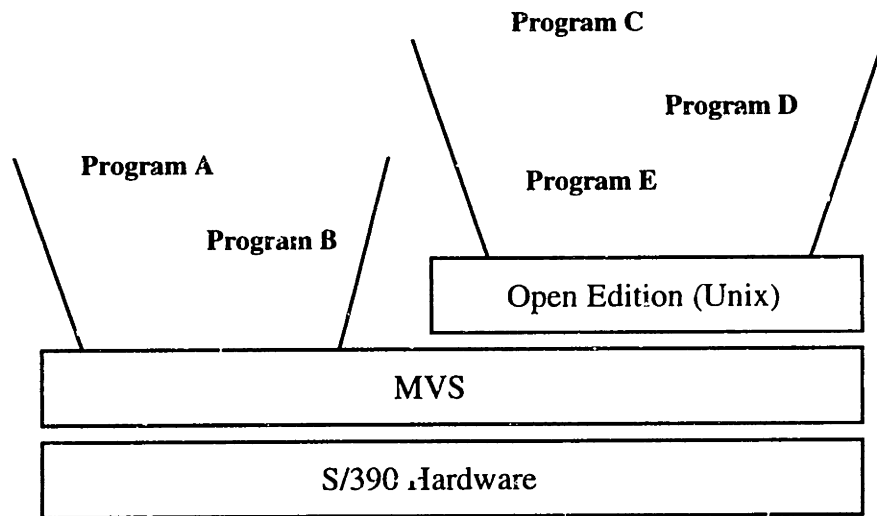 Program C
Program D
Program A
Program E
Program B
Open Edition (Unix)
MVS
S/390 Hardware